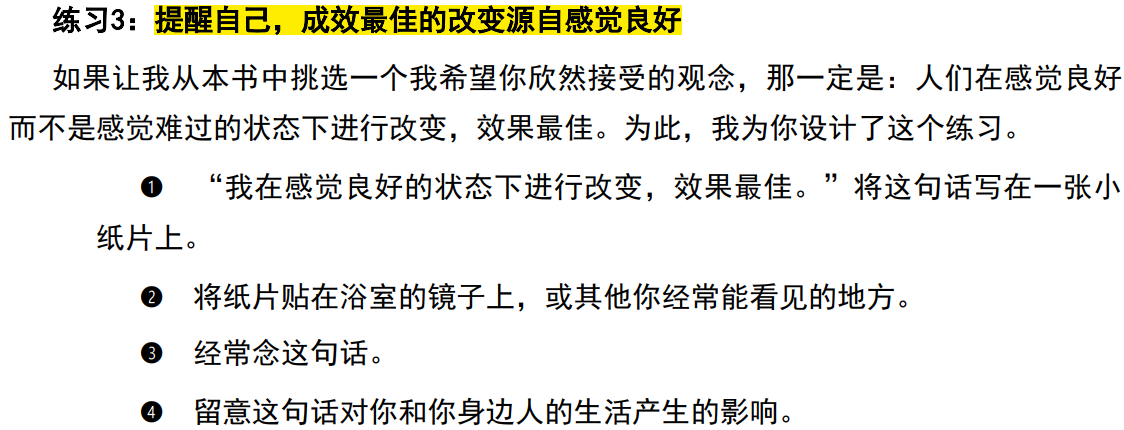 练习3：提醒自己，成效最佳的改变源自感觉良好
如果让我从本书中挑选一个我希望你欣然接受的观念，那一定是：人们在感觉良好
而不是感觉难过的状态下进行改变，效果最佳。为此，我为你设计了这个练习。
❶ “我在感觉良好的状态下进行改变，效果最佳。”将这句话写在一张小
纸片上。
❷ 将纸片贴在浴室的镜子上，或其他你经常能看见的地方。
❸ 经常念这句话。
❹ 留意这句话对你和你身边人的生活产生的影响。